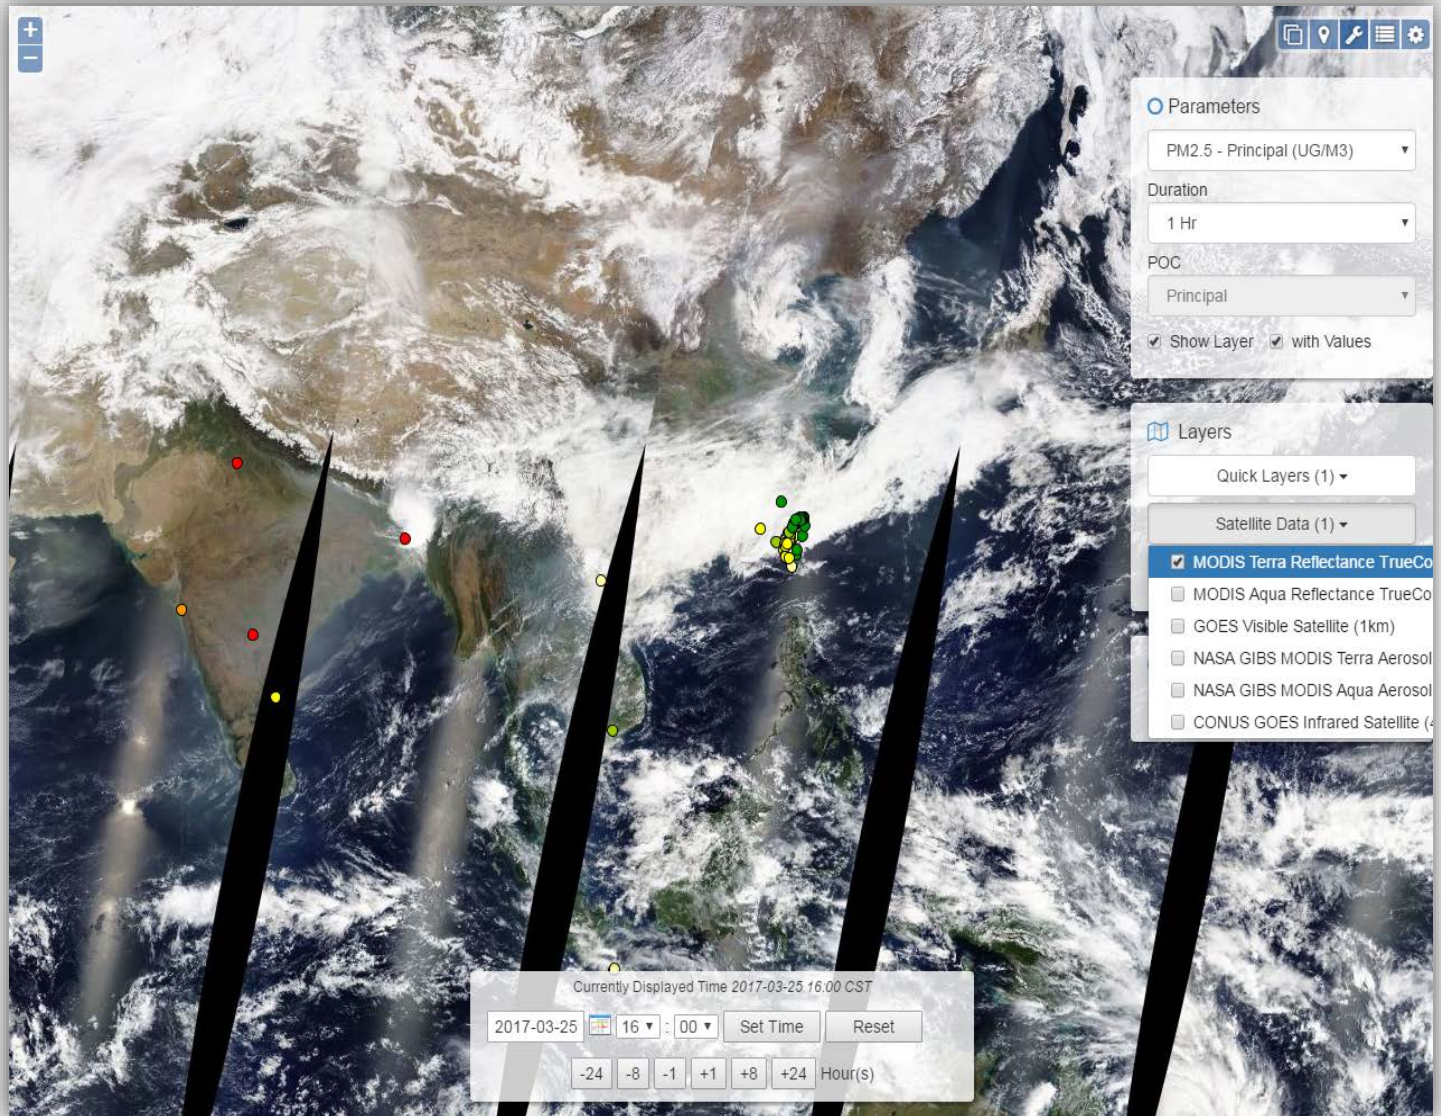 +
−
Parameters
PM2.5 - Principal (UG/M3)
Duration
1 Hr
POC
Principal
Show Layer with Values
Layers
Quick Layers (1)
Satellite Data (1)
MODIS Terra Reflectance TrueCo
MODIS Aqua Reflectance TrueCo
GOES Visible Satellite (1km)
NASA GIBS MODIS Terra Aerosol
NASA GIBS MODIS Aqua Aerosol
CONUS GOES Infrared Satellite (4
Currently Displayed Time 2017-03-25 16:00 CST
2017-03-25 16 : 00 Set Time Reset
-24 -8 -1 +1 +8 +24 Hour(s)